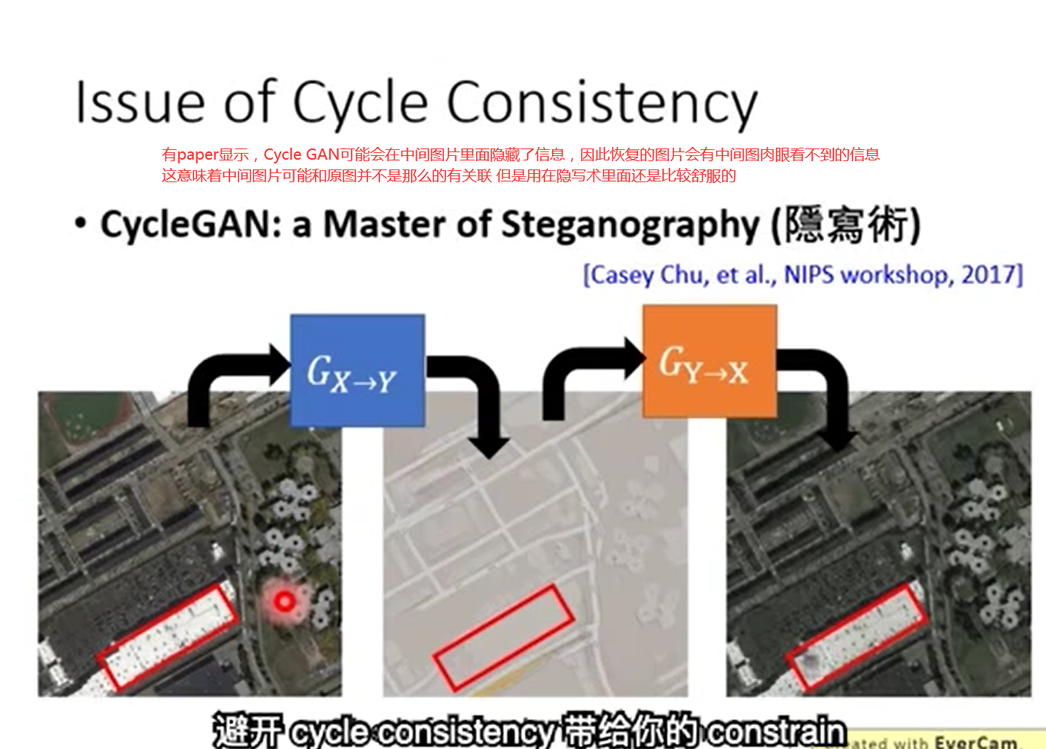 Issue of Cycle Consistency
有paper显示，Cycle GAN可能会在中间图片里面隐藏了信息，因此恢复的图片会有中间图肉眼看不到的信息
这意味着中间图片可能和原图并不是那么的有关联 但是用在隐写术里面还是比较舒服的
• CycleGAN: a Master of Steganography (隱寫術)
[Casey Chu, et al., NIPS workshop, 2017]
G X→Y
G Y→X
避开 cycle consistency 带给你的 constrain
ated with EverCam.